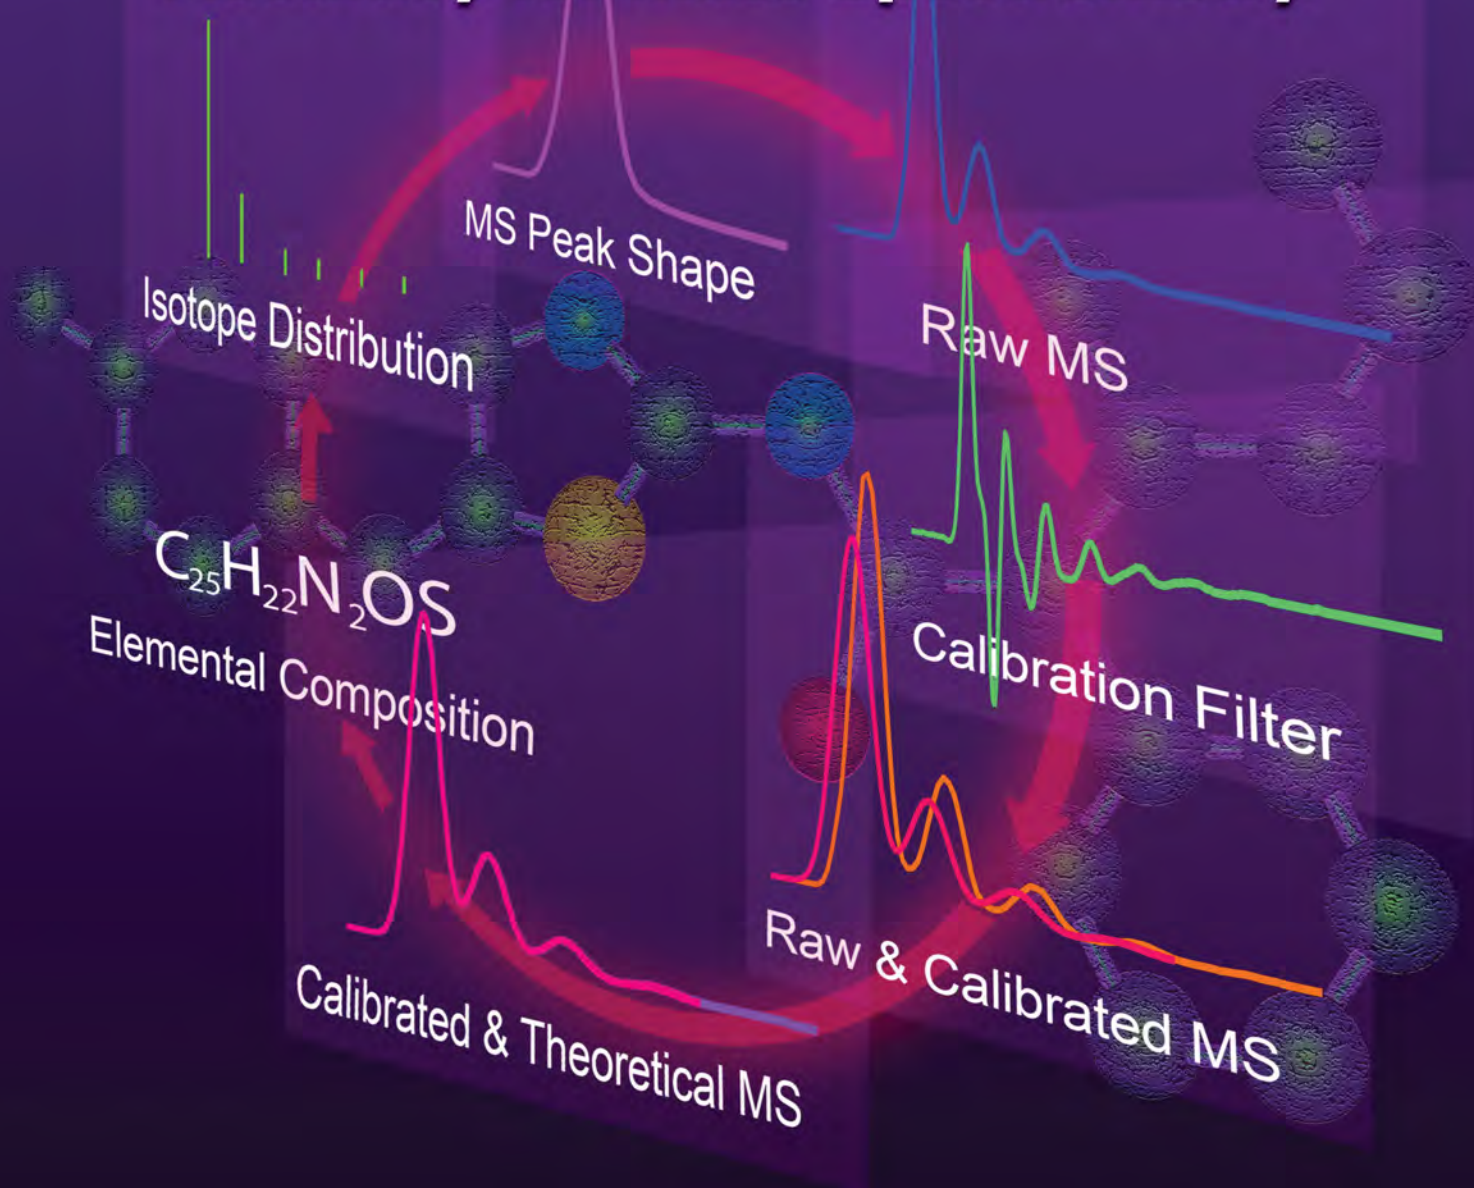 MS Peak Shape
Isotope Distribution
Raw MS
C₂₅H₂₂N₂OS
Elemental Composition
Calibration Filter
Raw & Calibrated MS
Calibrated & Theoretical MS